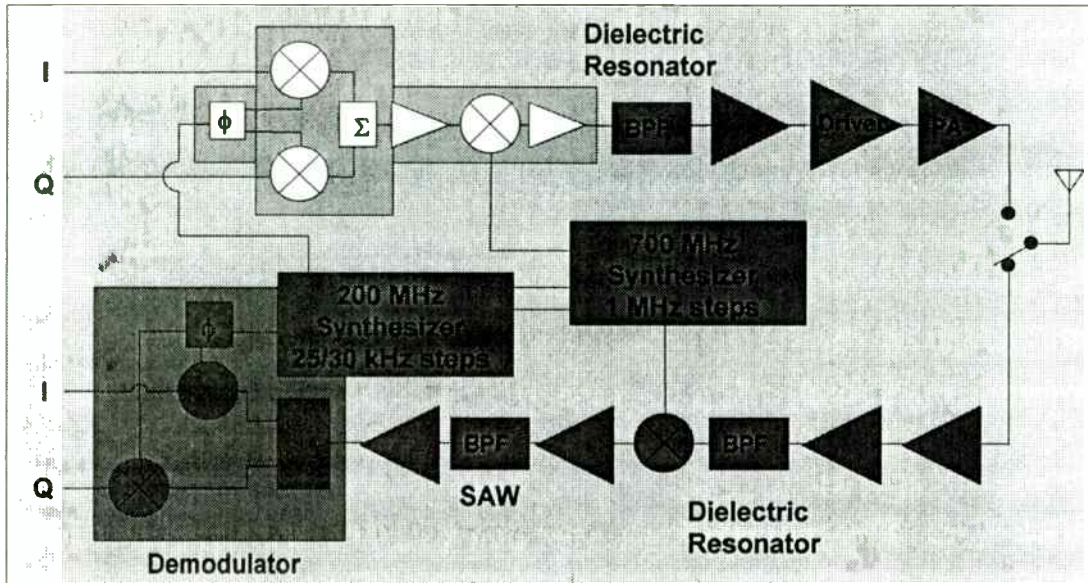 Dielectric
Resonator
I
ϕ
Σ
BPF
Driver
PA
Q
700 MHz
Synthesizer
1 MHz steps
200 MHz
Synthesizer
25/30 kHz steps
ϕ
I
BPF
BPF
Q
SAW
Dielectric
Resonator
Demodulator